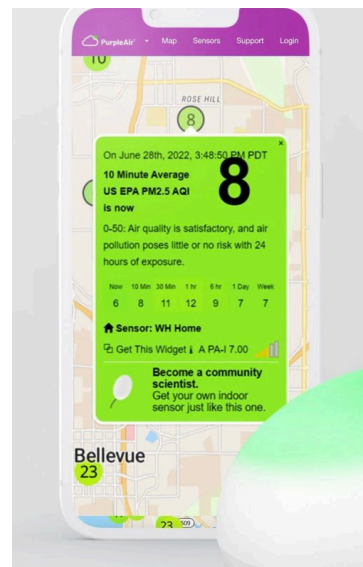 PurpleAir Map Sensors Support Login
10
ROSE HILL
8
On June 28th, 2022, 3:48:50 PM PDT
10 Minute Average
US EPA PM2.5 AQI
is now
8
0-50: Air quality is satisfactory, and air
pollution poses little or no risk with 24
hours of exposure.
Now 10 Min 30 Min 1 hr 6 hr 1 Day Week
6 8 11 12 9 7 7
Sensor: WH Home
Get This Widget A PA-I 7.00
Become a community
scientist.
Get your own indoor
sensor just like this one.
Bellevue
23
23